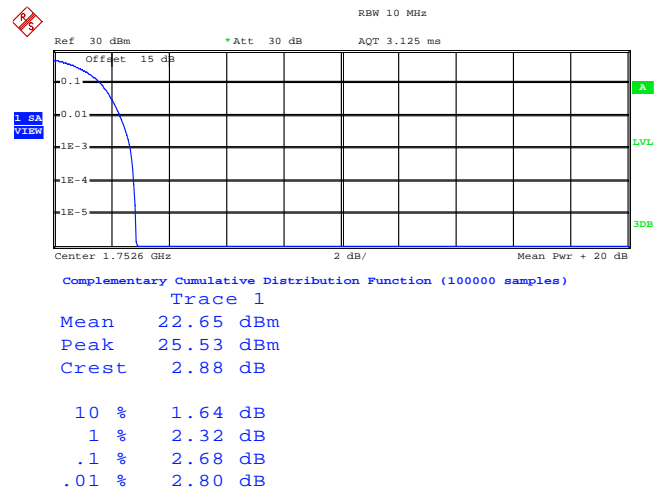 R S
RBW 10 MHz
Ref 30 dBm *Att 30 dB AQT 3.125 ms
Offset 15 dB
0.1
A
0.01
1 SA
VIEW
1E-3
LVL
1E-4
1E-5
3DB
Center 1.7526 GHz 2 dB/ Mean Pwr + 20 dB
Complementary Cumulative Distribution Function (100000 samples)
Trace 1
Mean 22.65 dBm
Peak 25.53 dBm
Crest 2.88 dB
10 % 1.64 dB
1 % 2.32 dB
.1 % 2.68 dB
.01 % 2.80 dB